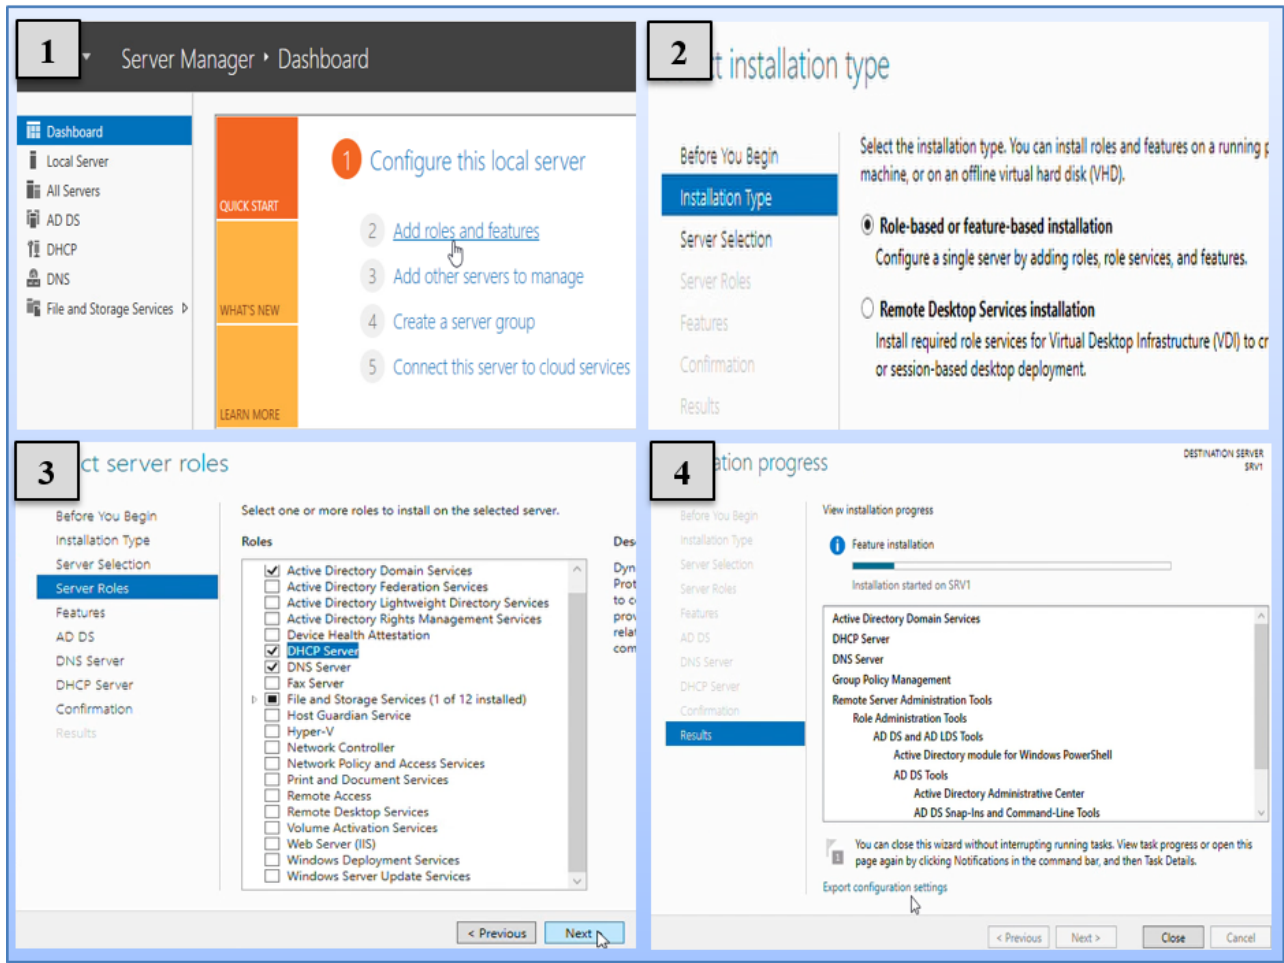 1
Server Manager · Dashboard
Dashboard
Local Server
All Servers
AD DS
DHCP
DNS
File and Storage Services
QUICK START
WHAT'S NEW
LEARN MORE
1 Configure this local server
2 Add roles and features
3 Add other servers to manage
4 Create a server group
5 Connect this server to cloud services
2
t installation type
Before You Begin
Installation Type
Server Selection
Server Roles
Features
Confirmation
Results
Select the installation type. You can install roles and features on a running p
machine, or on an offline virtual hard disk (VHD).
Role-based or feature-based installation
Configure a single server by adding roles, role services, and features.
Remote Desktop Services installation
Install required role services for Virtual Desktop Infrastructure (VDI) to cr
or session-based desktop deployment.
3
ct server roles
Before You Begin
Installation Type
Server Selection
Server Roles
Features
AD DS
DNS Server
DHCP Server
Confirmation
Results
Select one or more roles to install on the selected server.
Roles
Active Directory Domain Services
Active Directory Federation Services
Active Directory Lightweight Directory Services
Active Directory Rights Management Services
Device Health Attestation
DHCP Server
DNS Server
Fax Server
File and Storage Services (1 of 12 installed)
Host Guardian Service
Hyper-V
Network Controller
Network Policy and Access Services
Print and Document Services
Remote Access
Remote Desktop Services
Volume Activation Services
Web Server (IIS)
Windows Deployment Services
Windows Server Update Services
Des
Dyn
Prot
to c
prov
relat
com
< Previous
Next
4
ation progress
DESTINATION SERVER
SRV1
Before You Begin
Installation Type
Server Selection
Server Roles
Features
AD DS
DNS Server
DHCP Server
Confirmation
Results
View installation progress
Feature installation
Installation started on SRV1
Active Directory Domain Services
DHCP Server
DNS Server
Group Policy Management
Remote Server Administration Tools
Role Administration Tools
AD DS and AD LDS Tools
Active Directory module for Windows PowerShell
AD DS Tools
Active Directory Administrative Center
AD DS Snap-Ins and Command-Line Tools
1
You can close this wizard without interrupting running tasks. View task progress or open this
page again by clicking Notifications in the command bar, and then Task Details.
Export configuration settings
< Previous
Next >
Close
Cancel